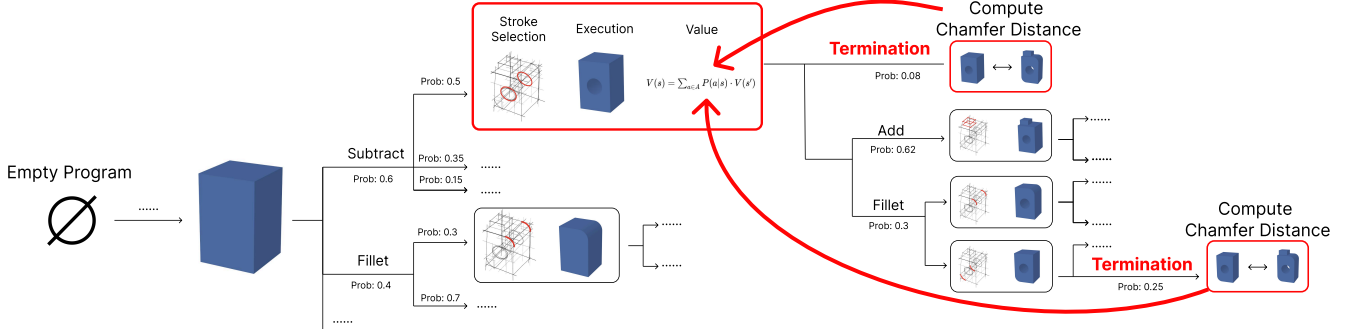 Empty Program
∅
......
Subtract
Prob: 0.6
Prob: 0.5
Prob: 0.35
......
Prob: 0.15
......
Fillet
Prob: 0.4
Prob: 0.3
Prob: 0.7
......
......
Stroke
Selection
Execution
Value
V(s) = ∑a∈A P(a|s) · V(s′)
......
......
Termination
Prob: 0.08
Compute
Chamfer Distance
Add
Prob: 0.62
......
......
Fillet
Prob: 0.3
......
......
......
Termination
Prob: 0.25
Compute
Chamfer Distance